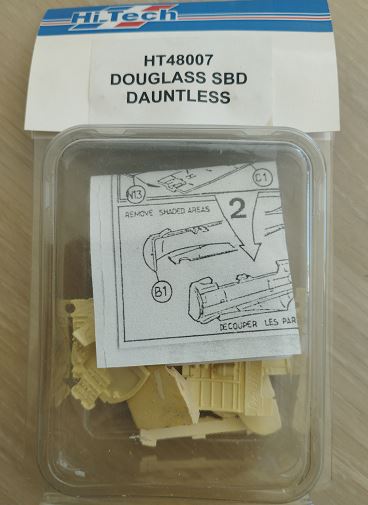 Hi.Tech
HT48007
DOUGLASS SBD
DAUNTLESS
N13
C1
REMOVE SHADED AREAS
2
B1
DECOUPER LES PAR